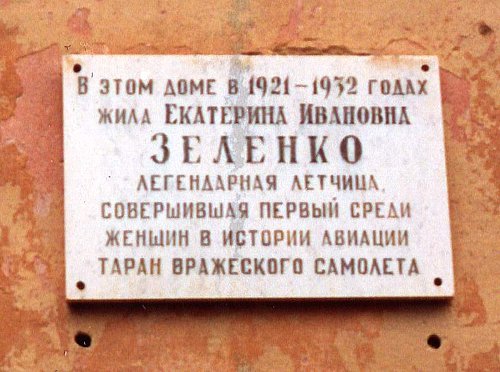 В ЭТОМ ДОМЕ В 1921-1932 ГОДАХ
ЖИЛА ЕКАТЕРИНА ИВАНОВНА
ЗЕЛЕНКО
ЛЕГЕНДАРНАЯ ЛЕТЧИЦА,
СОВЕРШИВШАЯ ПЕРВЫЙ СРЕДИ
ЖЕНЩИН В ИСТОРИИ АВИАЦИИ
ТАРАН ВРАЖЕСКОГО САМОЛЕТА